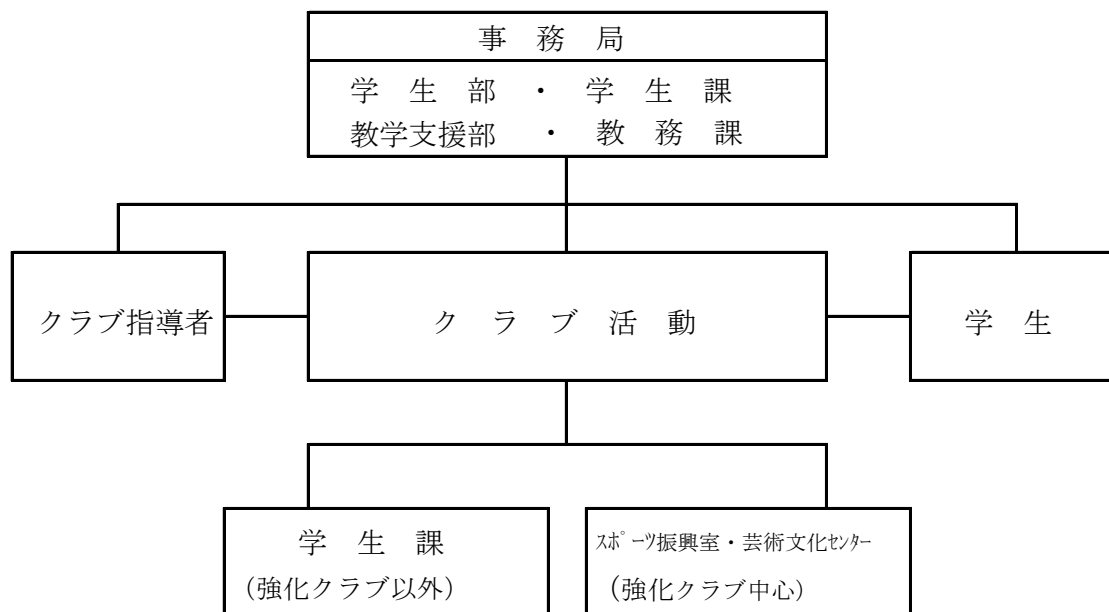 事　務　局
学　生　部　・　学　生　課
教学支援部　・　教　務　課
クラブ指導者
ク　ラ　ブ　活　動
学　生
学　生　課
(強化クラブ以外)
ｽﾎﾟｰﾂ振興室・芸術文化ｾﾝﾀｰ
(強化クラブ中心)